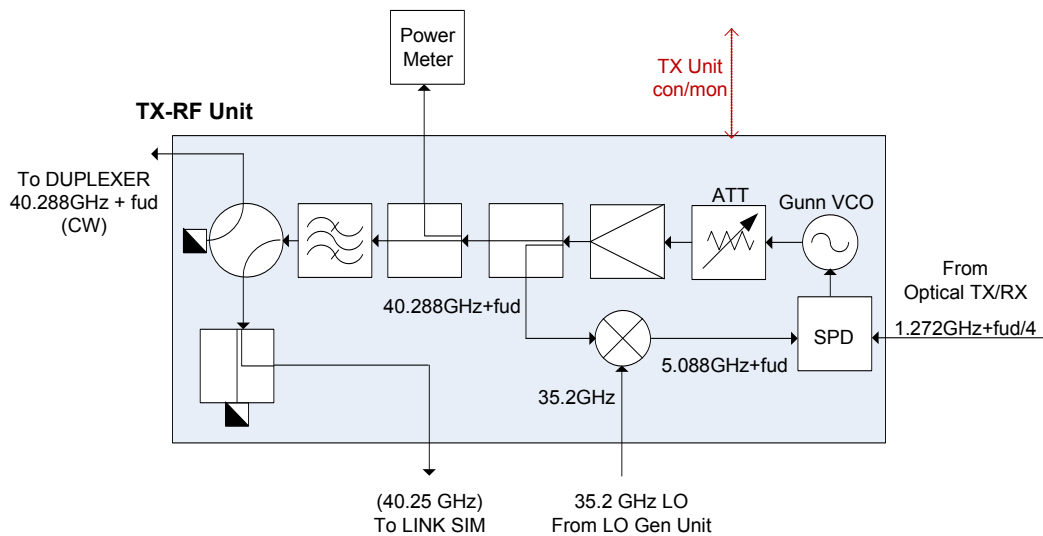 Power
Meter
TX Unit
con/mon
TX-RF Unit
To DUPLEXER
40.288GHz + fud
(CW)
ATT
Gunn VCO
From
Optical TX/RX
1.272GHz+fud/4
40.288GHz+fud
SPD
5.088GHz+fud
35.2GHz
(40.25 GHz)
To LINK SIM
35.2 GHz LO
From LO Gen Unit